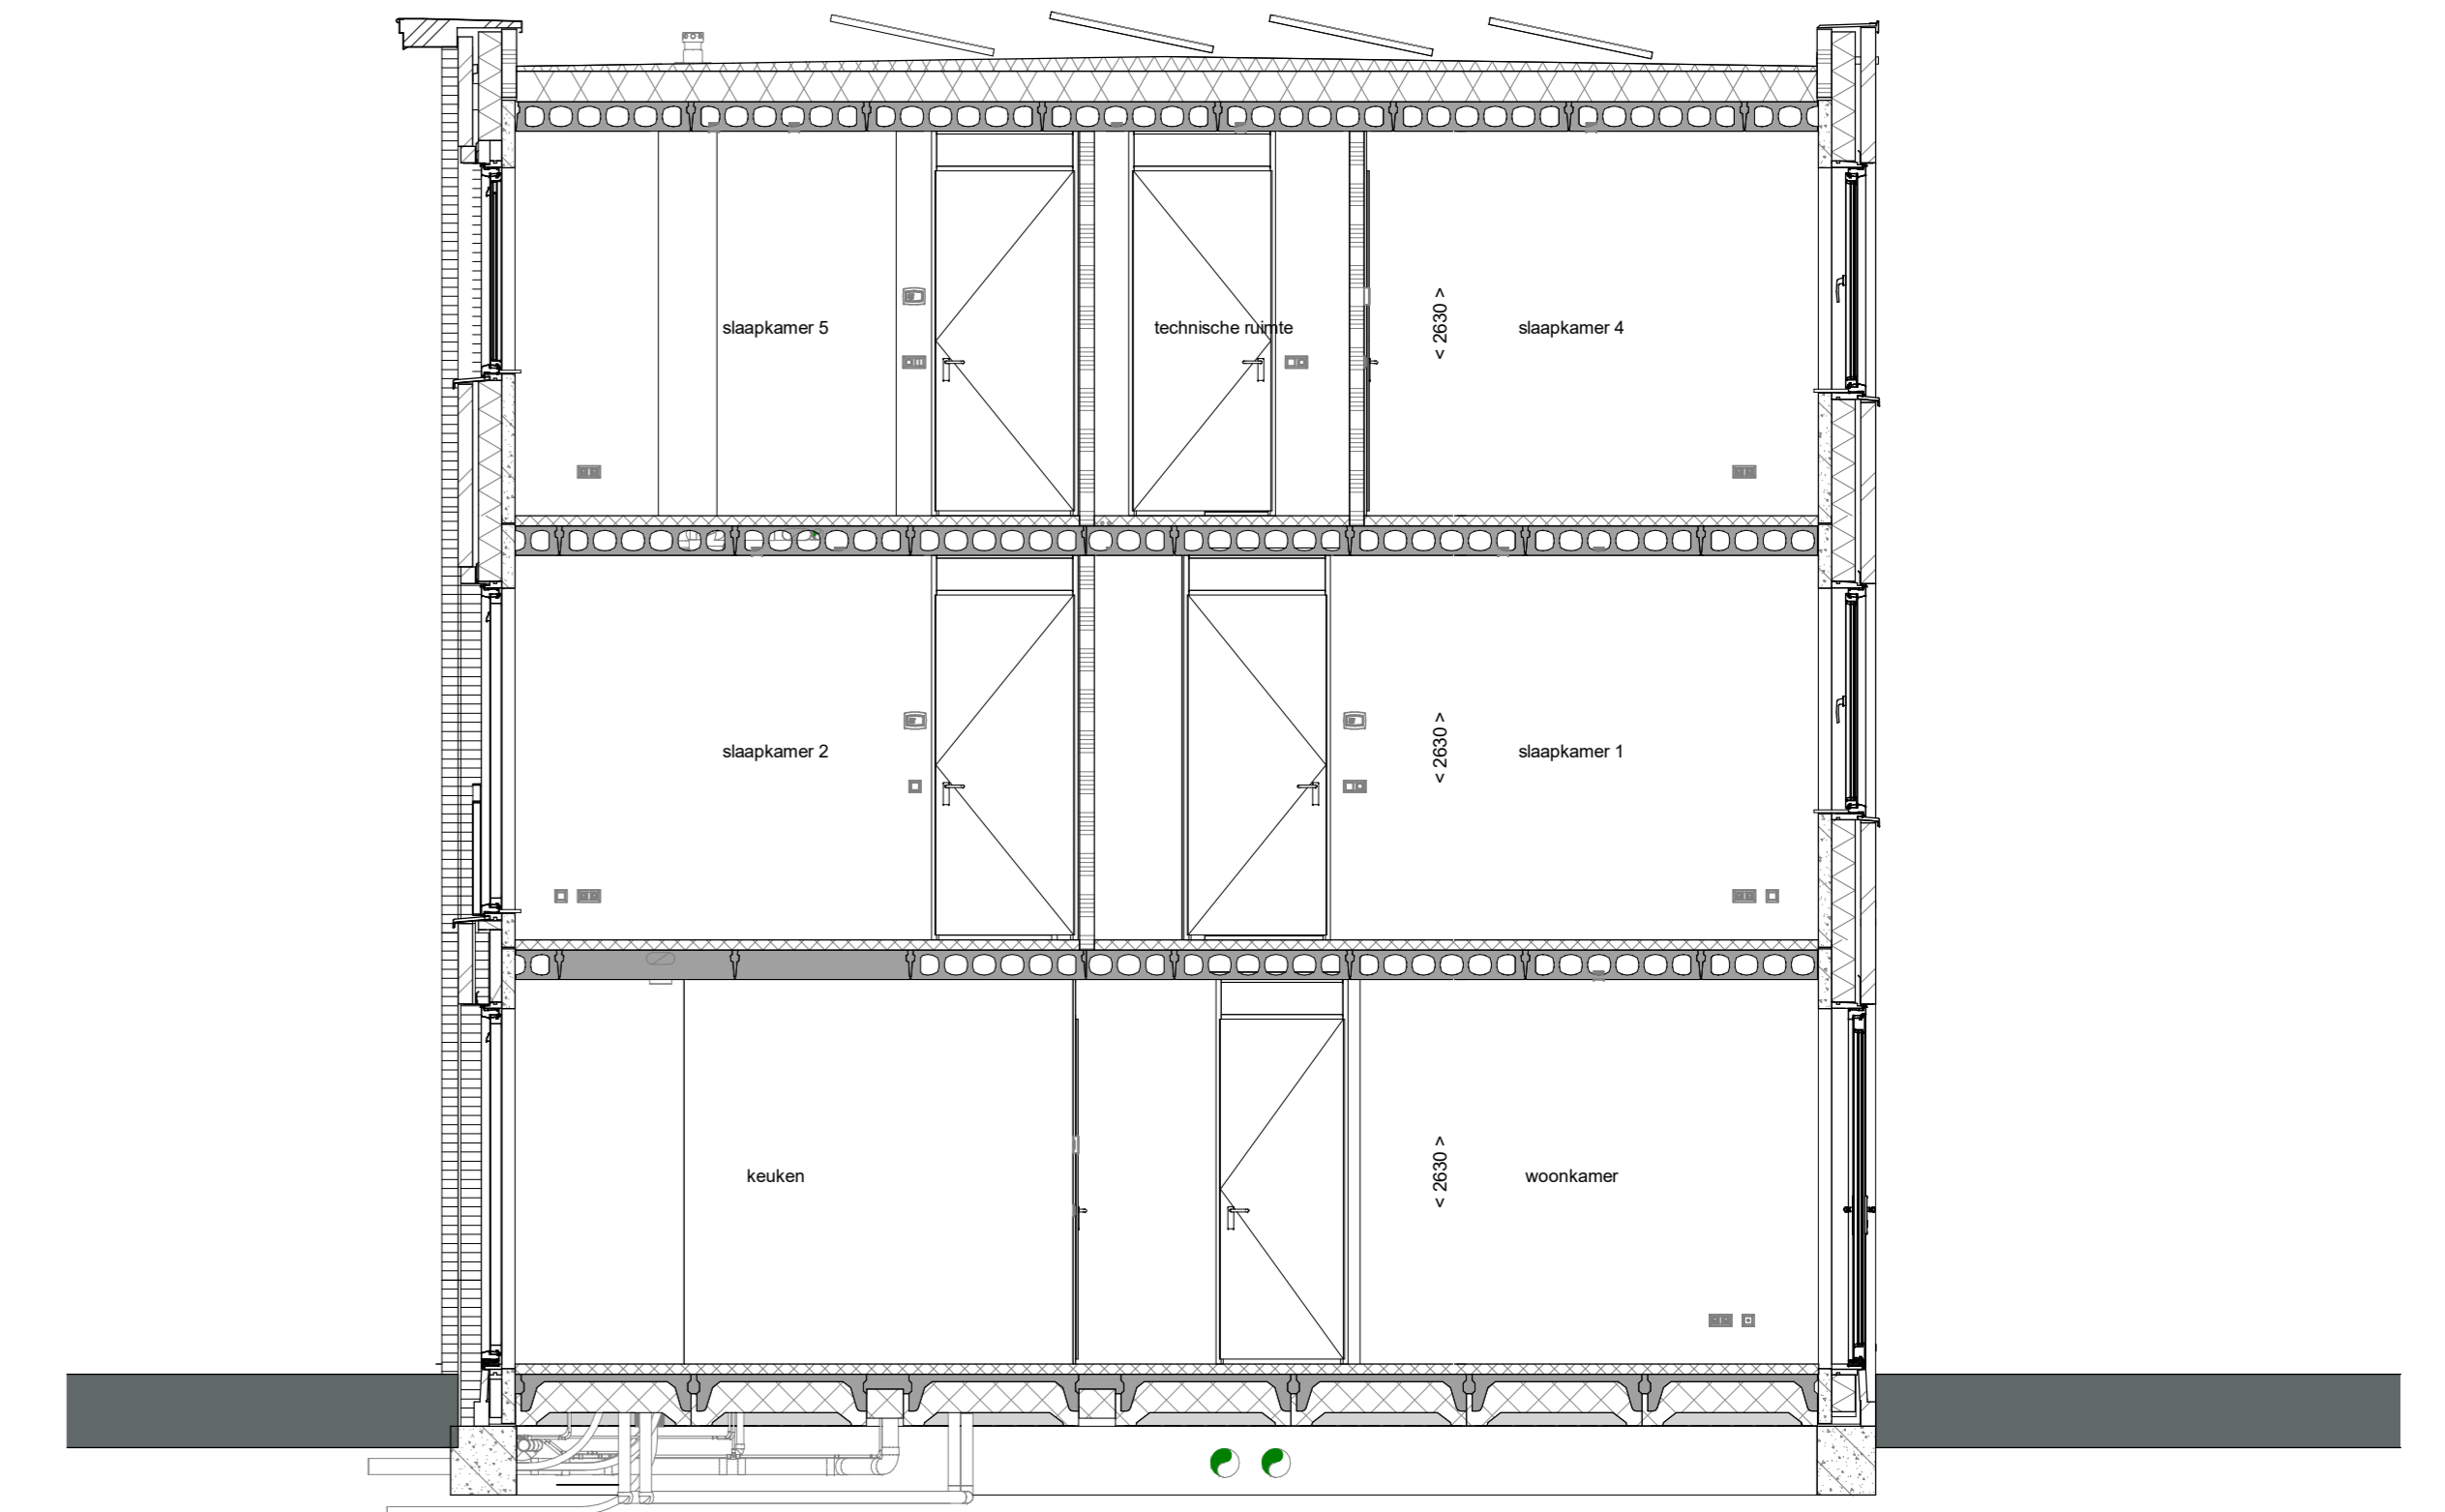 slaapkamer 5
technische ruimte
< 2630 >
slaapkamer 4
slaapkamer 2
< 2630 >
slaapkamer 1
keuken
< 2630 >
woonkamer